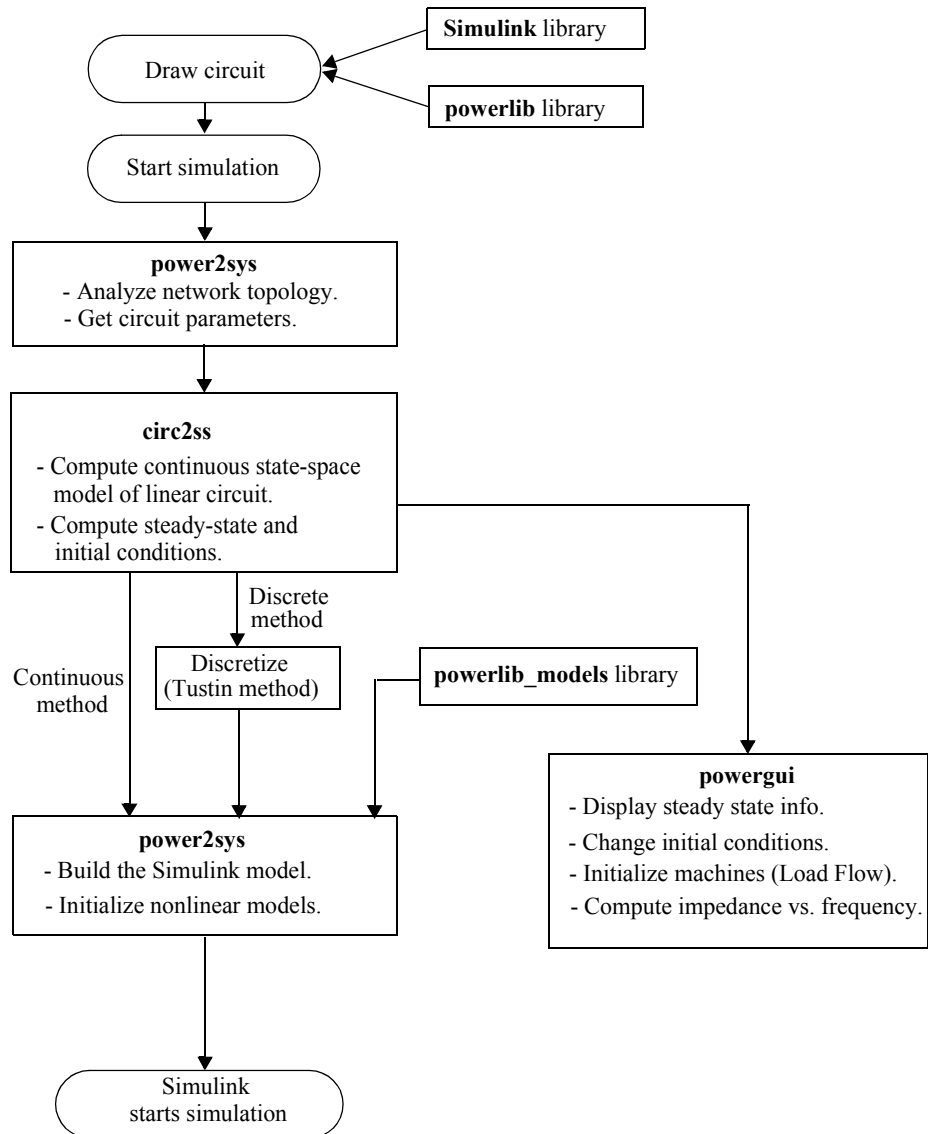 Simulink library
Draw circuit
powerlib library
Start simulation
power2sys
- Analyze network topology.
- Get circuit parameters.
circ2ss
- Compute continuous state-space
model of linear circuit.
- Compute steady-state and
initial conditions.
Discrete
method
Continuous
method
Discretize
(Tustin method)
powerlib_models library
power2sys
- Build the Simulink model.
- Initialize nonlinear models.
powergui
- Display steady state info.
- Change initial conditions.
- Initialize machines (Load Flow).
- Compute impedance vs. frequency.
Simulink
starts simulation